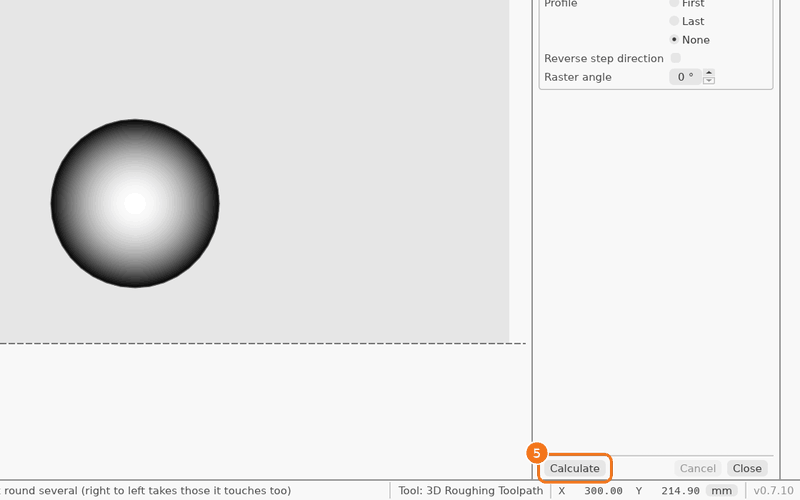 Profile
First
Last
None
Reverse step direction
Raster angle 0 °
5
Calculate Cancel Close
round several (right to left takes those it touches too) Tool: 3D Roughing Toolpath X 300.00 Y 214.90 mm v0.7.10